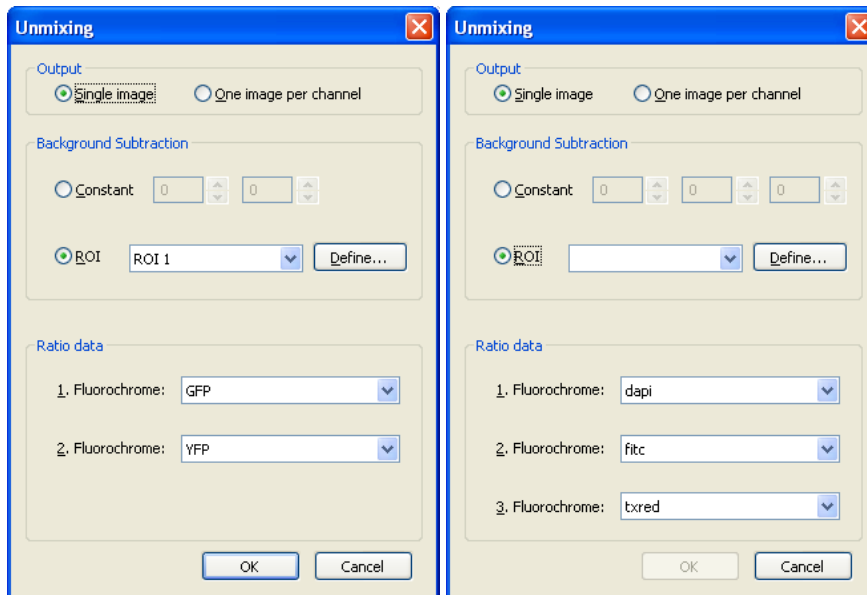 Unmixing
Output
Single image One image per channel
Background Subtraction
Constant 0 0
ROI ROI 1 Define...
Ratio data
1. Fluorochrome: GFP
2. Fluorochrome: YFP
OK Cancel
Unmixing
Output
Single image One image per channel
Background Subtraction
Constant 0 0 0
ROI Define...
Ratio data
1. Fluorochrome: dapi
2. Fluorochrome: fitc
3. Fluorochrome: txred
OK Cancel